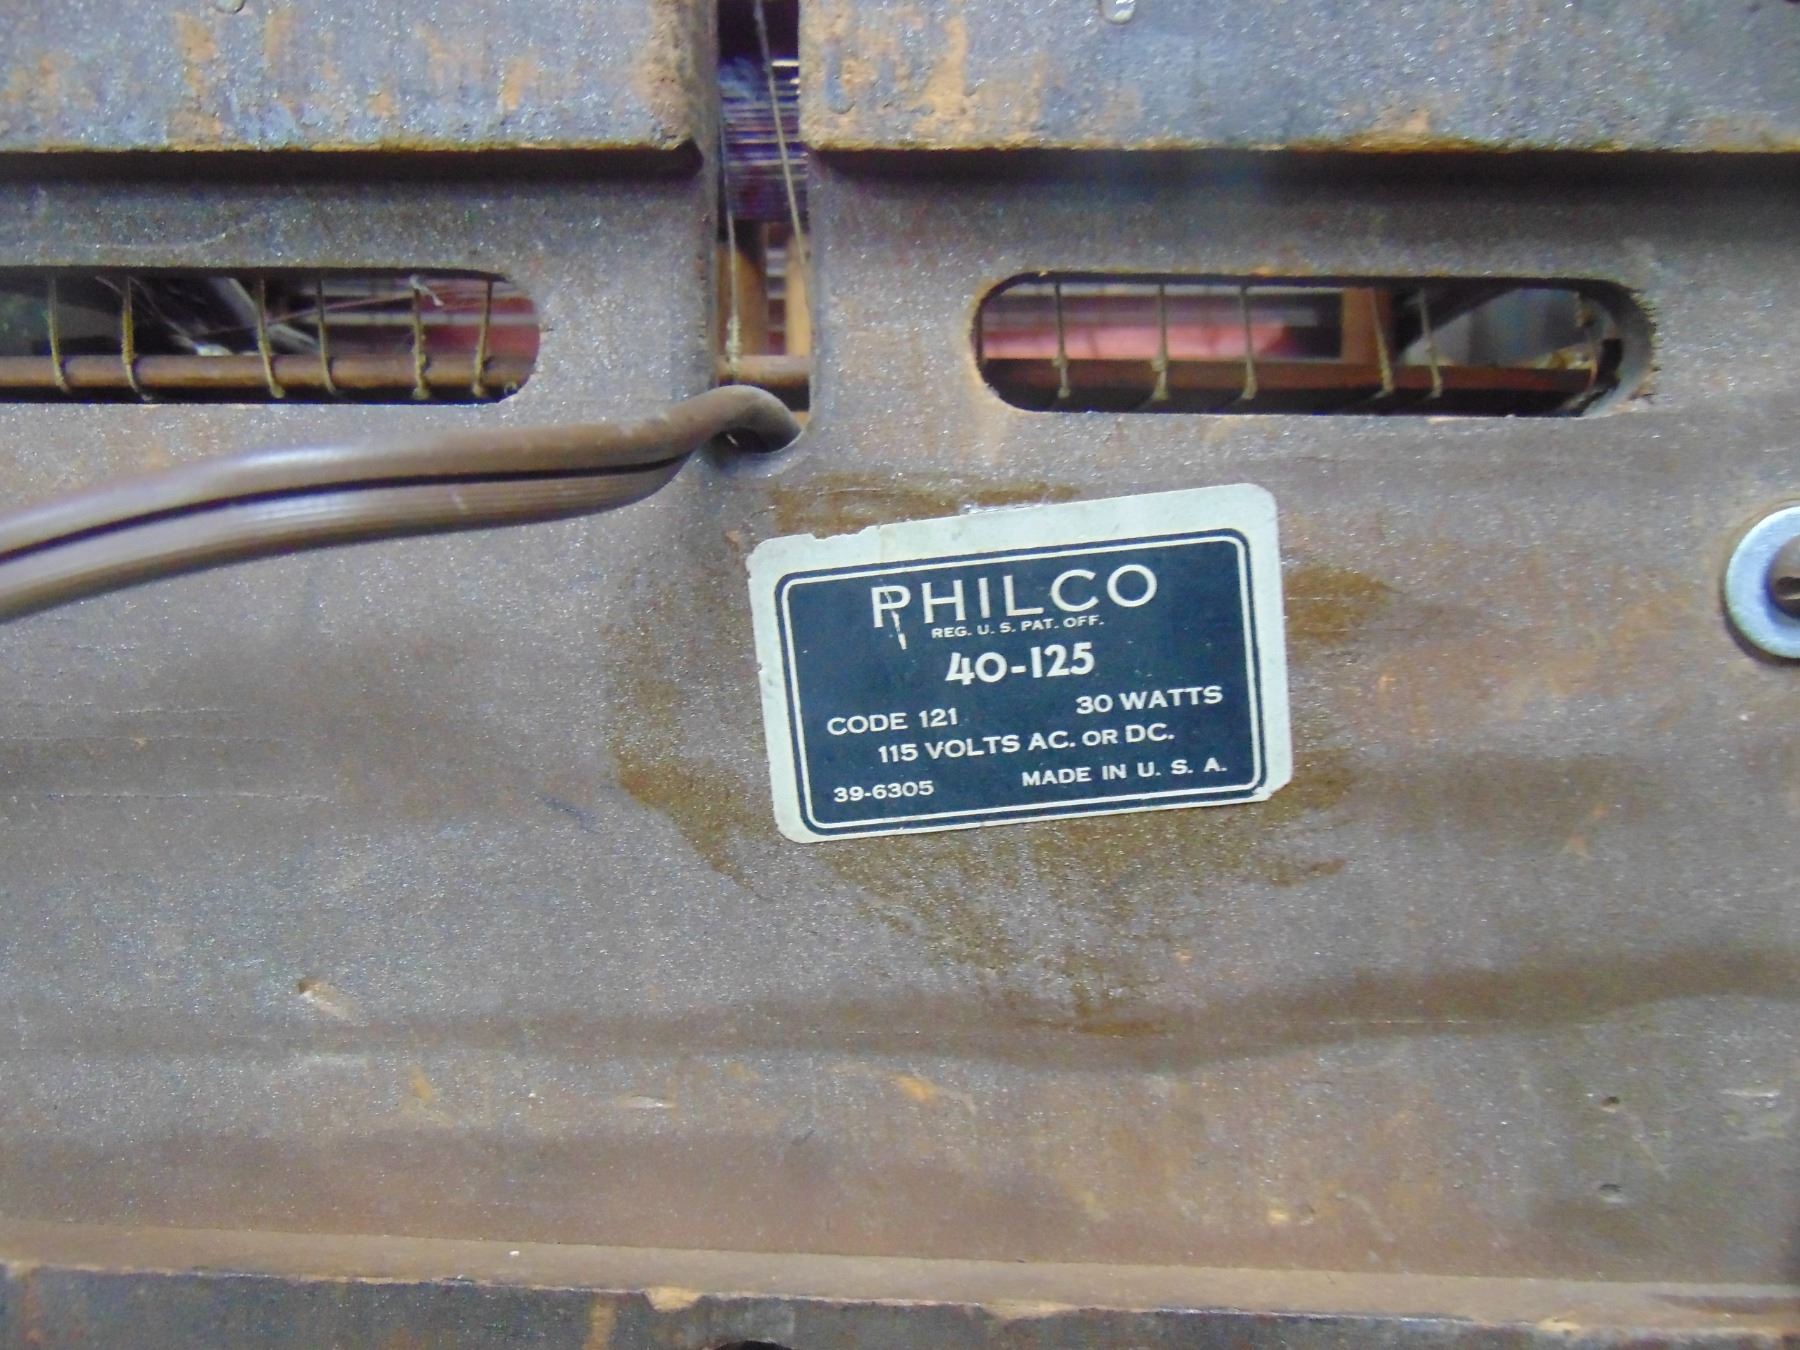 PHILCO
REG. U. S. PAT. OFF.
40-125
CODE 121 30 WATTS
115 VOLTS AC. OR DC.
39-6305 MADE IN U. S. A.